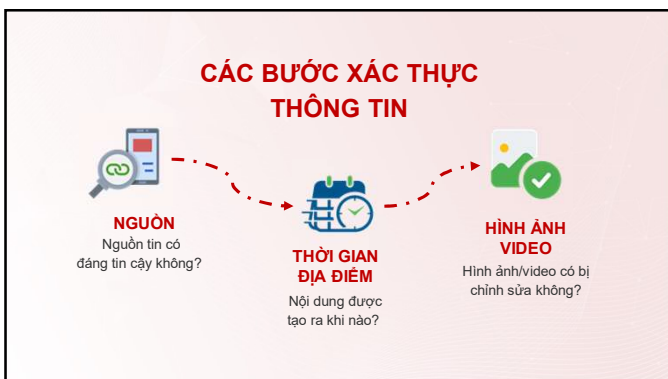 CÁC BƯỚC XÁC THỰC
THÔNG TIN
NGUỒN
Nguồn tin có
đáng tin cậy không?
THỜI GIAN
ĐỊA ĐIỂM
Nội dung được
tạo ra khi nào?
HÌNH ẢNH
VIDEO
Hình ảnh/video có bị
chỉnh sửa không?